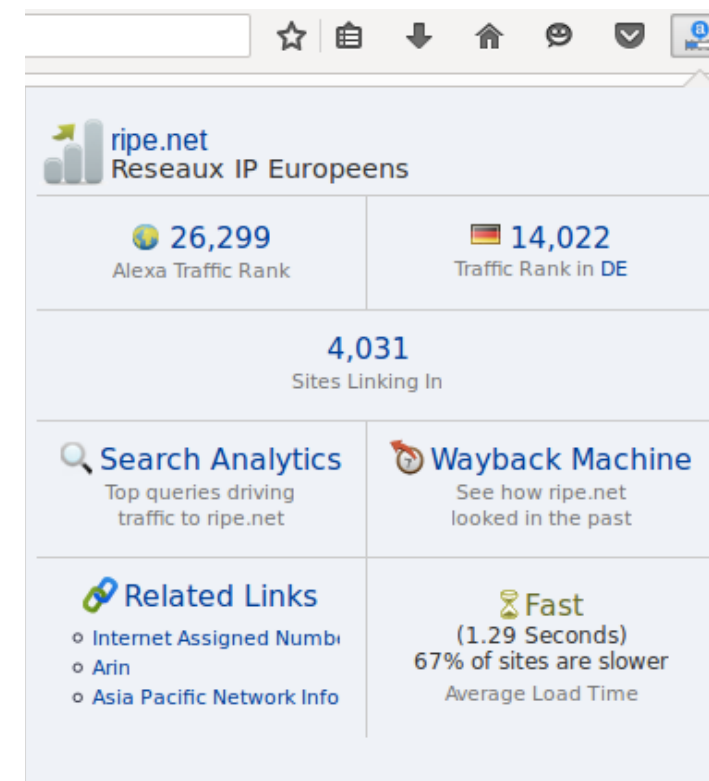 ripe.net
Reseaux IP Europeens
26,299
Alexa Traffic Rank
14,022
Traffic Rank in DE
4,031
Sites Linking In
Search Analytics
Top queries driving
traffic to ripe.net
Wayback Machine
See how ripe.net
looked in the past
Related Links
Internet Assigned Numbe
Arin
Asia Pacific Network Info
Fast
(1.29 Seconds)
67% of sites are slower
Average Load Time